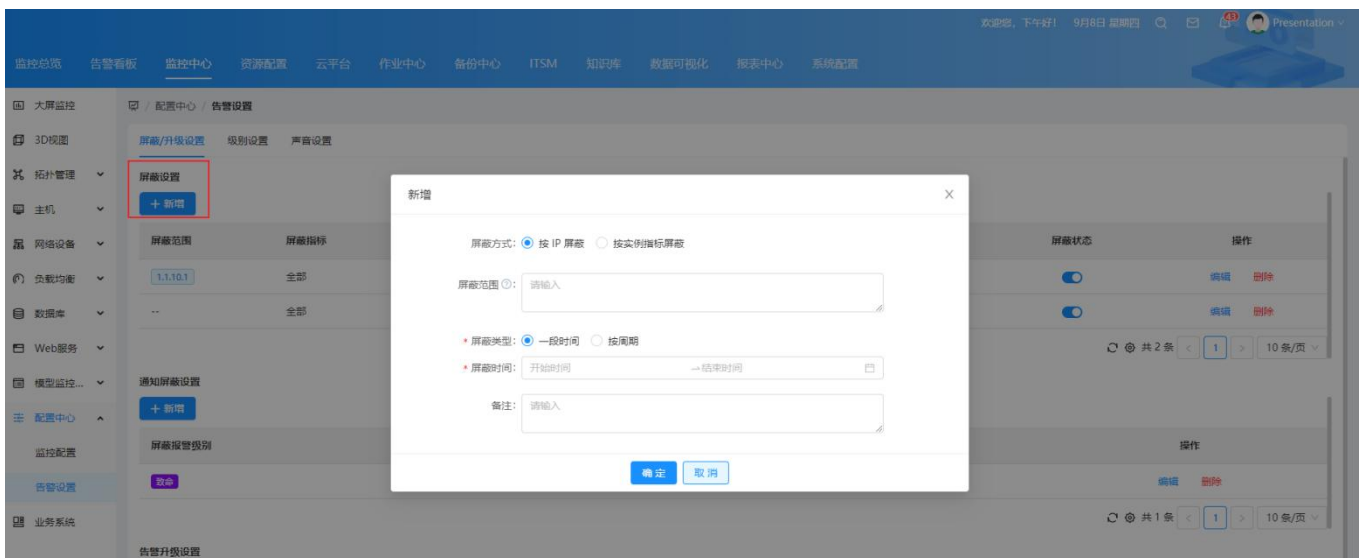 欢迎您，下午好！ 9月8日 星期四 433 Presentation
监控总览 告警看板 监控中心 资源配置 云平台 作业中心 备份中心 ITSM 知识库 数据可视化 报表中心 系统配置
大屏监控
3D视图
拓扑管理
主机
网络设备
负载均衡
数据库
Web服务
模型监控...
配置中心
监控配置
告警设置
业务系统
/ 配置中心 / 告警设置
屏蔽/升级设置 级别设置 声音设置
屏蔽设置
+ 新增
屏蔽范围 屏蔽指标 屏蔽状态 操作
1.1.10.1 全部 编辑 删除
-- 全部 编辑 删除
共 2 条 < 1 > 10 条/页
通知屏蔽设置
+ 新增
屏蔽报警级别 操作
致命 编辑 删除
共 1 条 < 1 > 10 条/页
告警升级设置
新增 X
屏蔽方式： 按 IP 屏蔽 按实例指标屏蔽
屏蔽范围 ?： 请输入
* 屏蔽类型： 一段时间 按周期
* 屏蔽时间： 开始时间 →结束时间
备注： 请输入
确 定 取 消